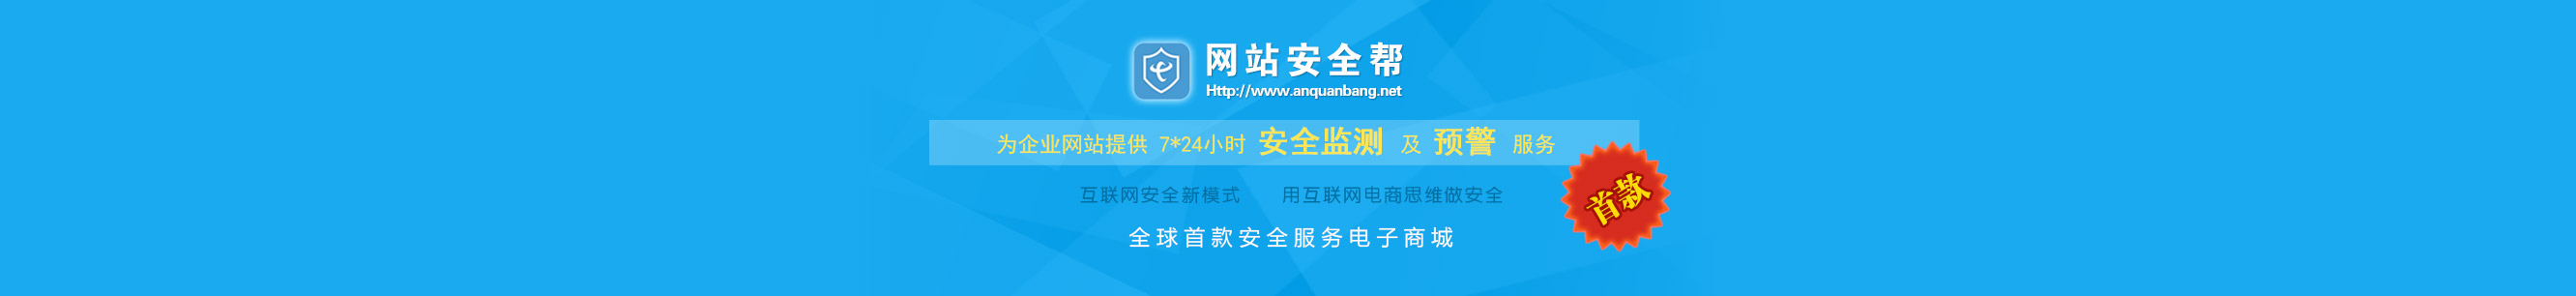 网站安全帮
Http://www.anquanbang.net
为企业网站提供 7*24小时 安全监测 及 预警 服务
互联网安全新模式 用互联网电商思维做安全
首款
全球首款安全服务电子商城